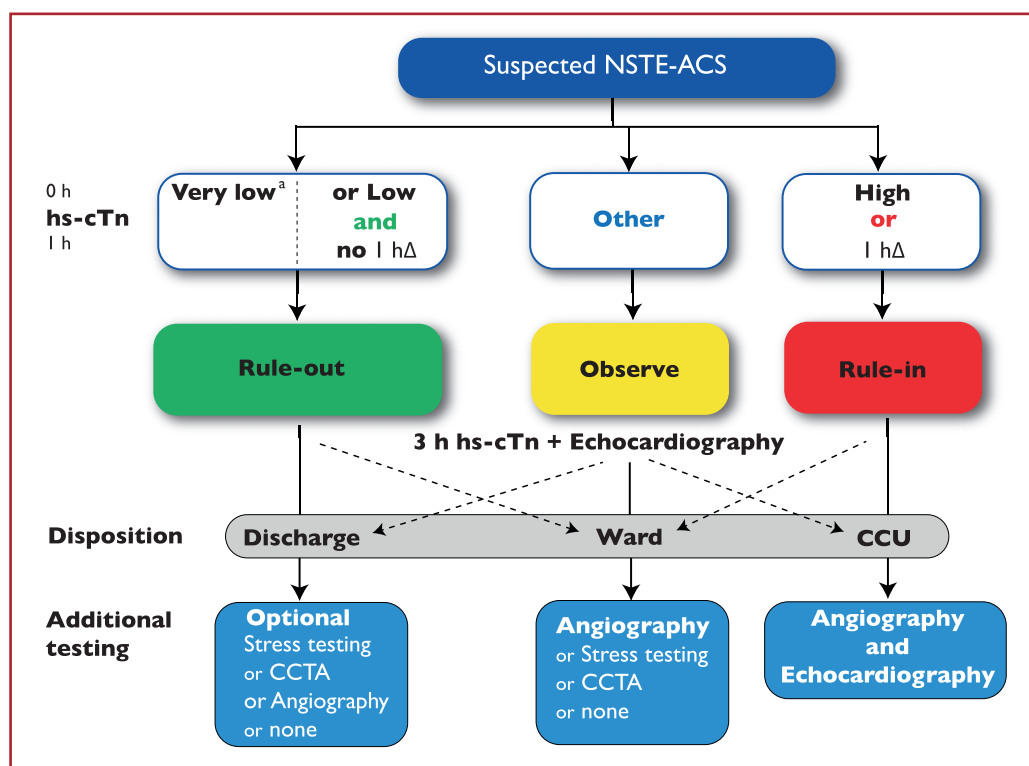 Suspected NSTE-ACS
0 h
hs-cTn
1 h
Very lowᵃ
or Low
and
no 1 hΔ
Other
High
or
1 hΔ
Rule-out
Observe
Rule-in
3 h hs-cTn + Echocardiography
Disposition
Discharge
Ward
CCU
Additional
testing
Optional
Stress testing
or CCTA
or Angiography
or none
Angiography
or Stress testing
or CCTA
or none
Angiography
and
Echocardiography